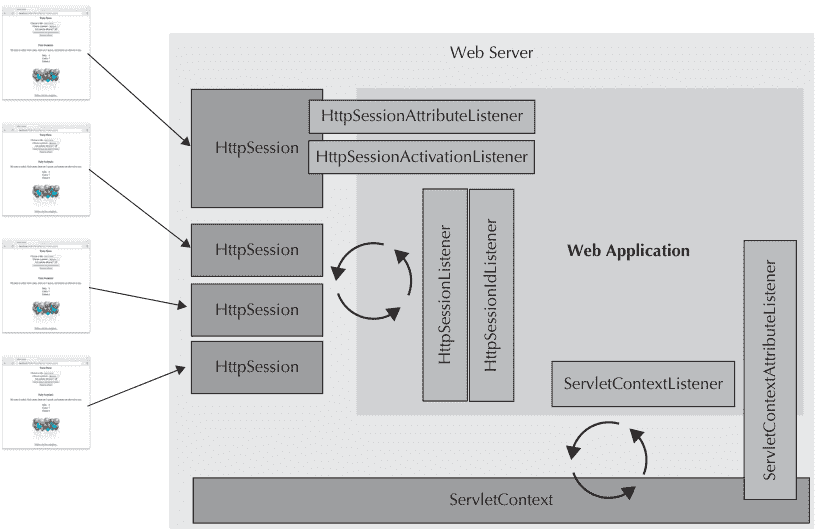 Web Server
HttpSession
HttpSessionAttributeListener
HttpSessionActivationListener
HttpSession
HttpSession
HttpSession
HttpSessionListener
HttpSessionIdListener
Web Application
ServletContextListener
ServletContextAttributeListener
ServletContext